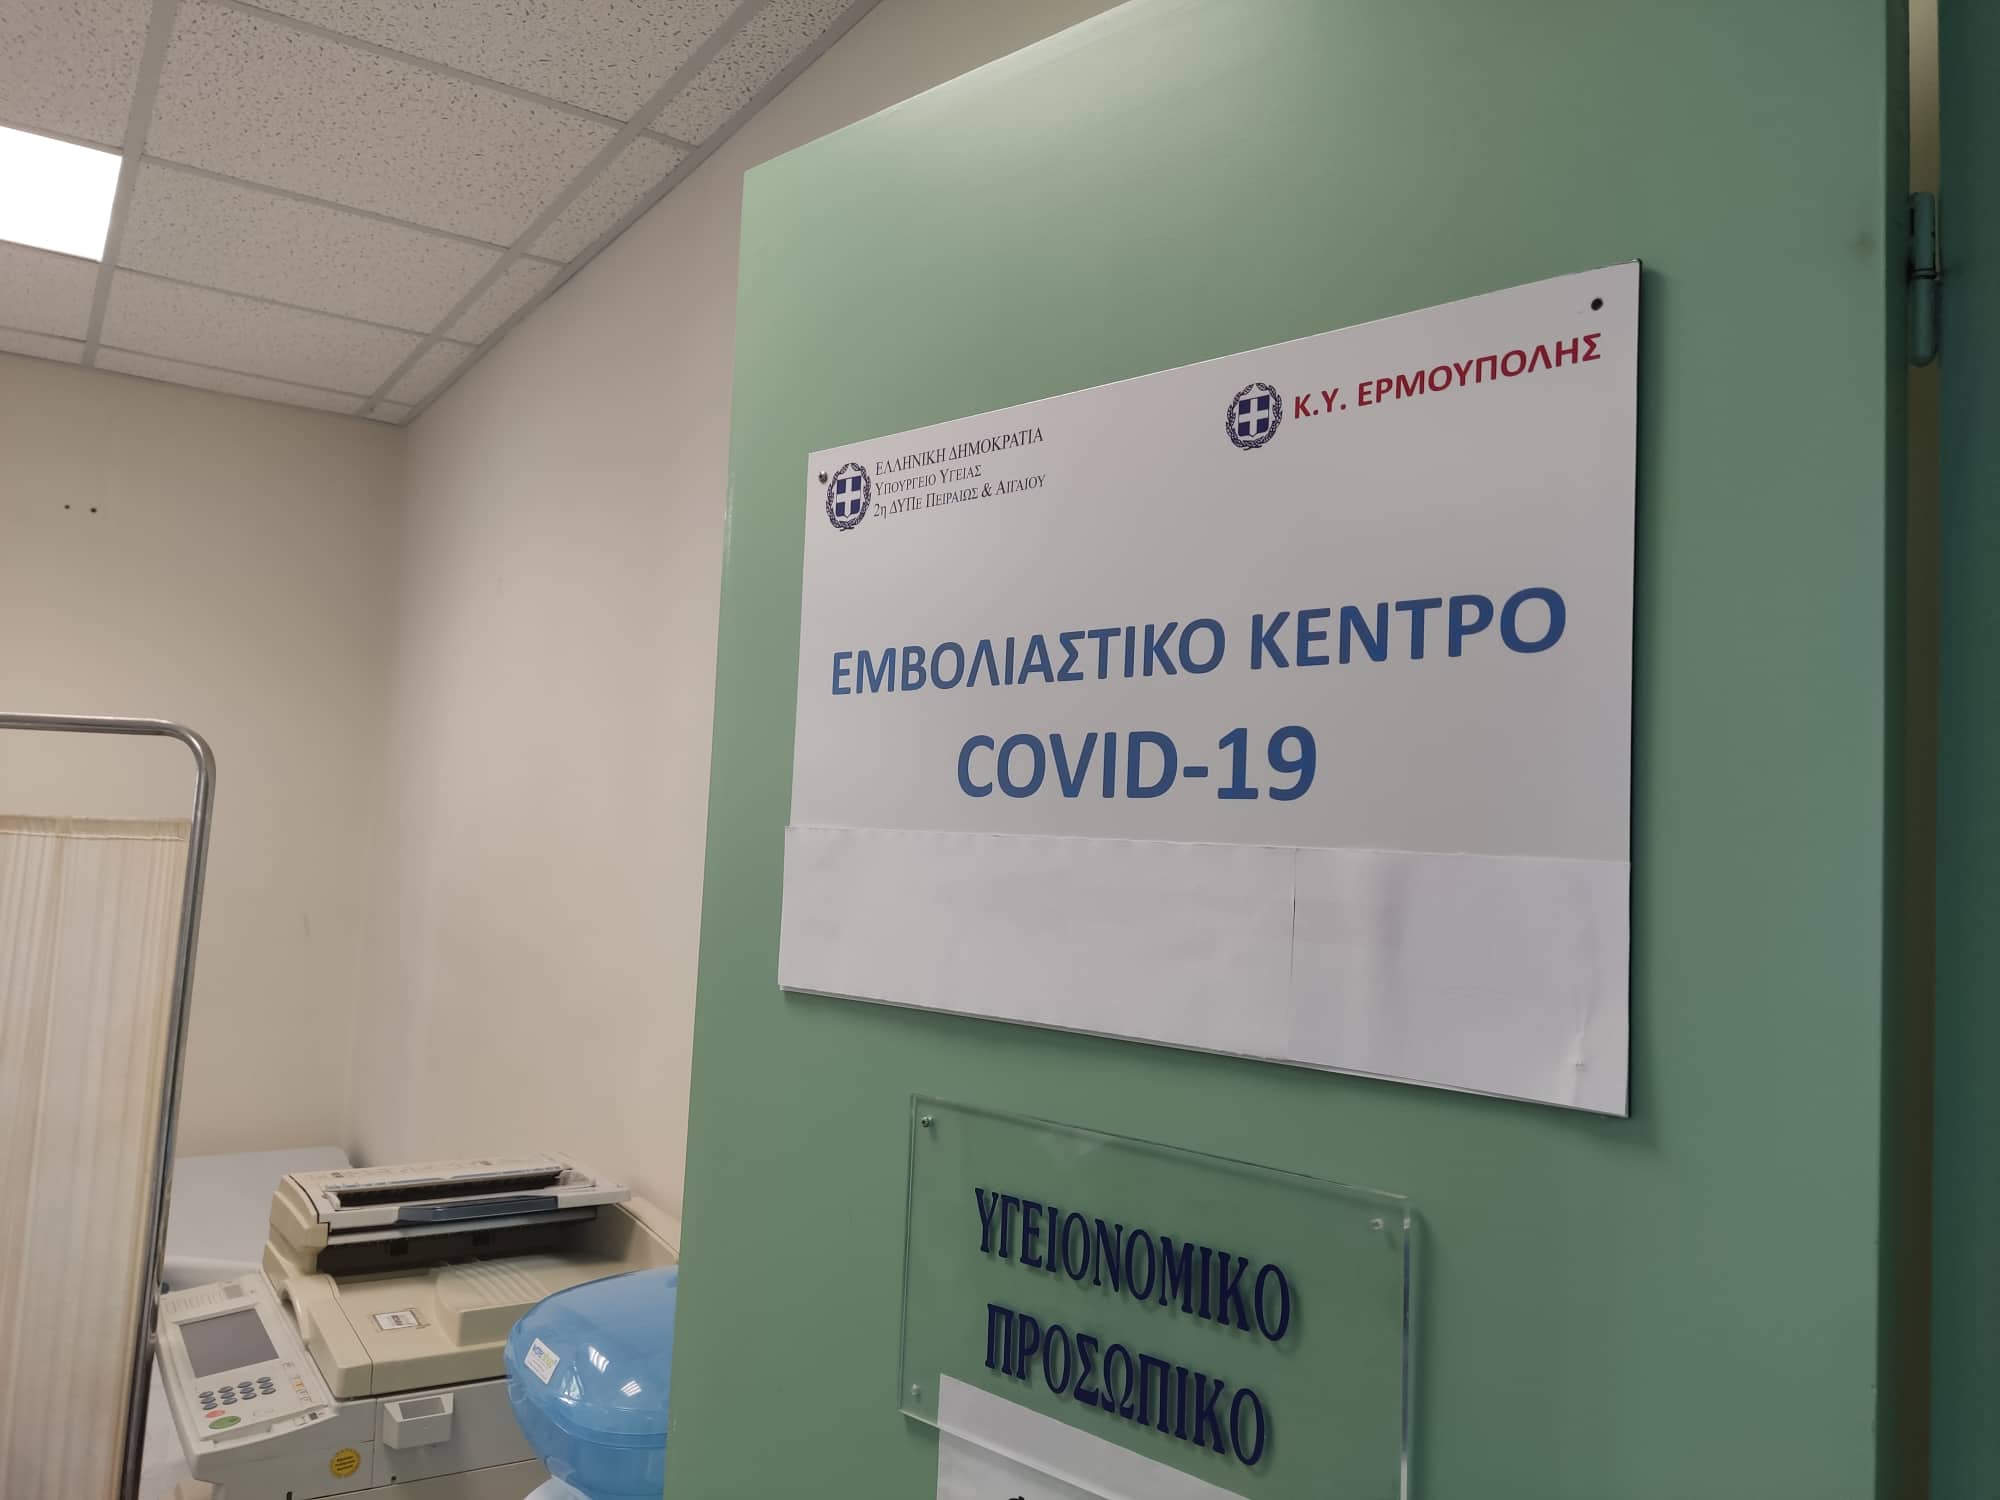 ΕΛΛΗΝΙΚΗ ΔΗΜΟΚΡΑΤΙΑ
ΥΠΟΥΡΓΕΙΟ ΥΓΕΙΑΣ
2η ΔΥΠε ΠΕΙΡΑΙΩΣ & ΑΙΓΑΙΟΥ
Κ.Υ. ΕΡΜΟΥΠΟΛΗΣ
ΕΜΒΟΛΙΑΣΤΙΚΟ ΚΕΝΤΡΟ
COVID-19
ΥΓΕΙΟΝΟΜΙΚΟ
ΠΡΟΣΩΠΙΚΟ